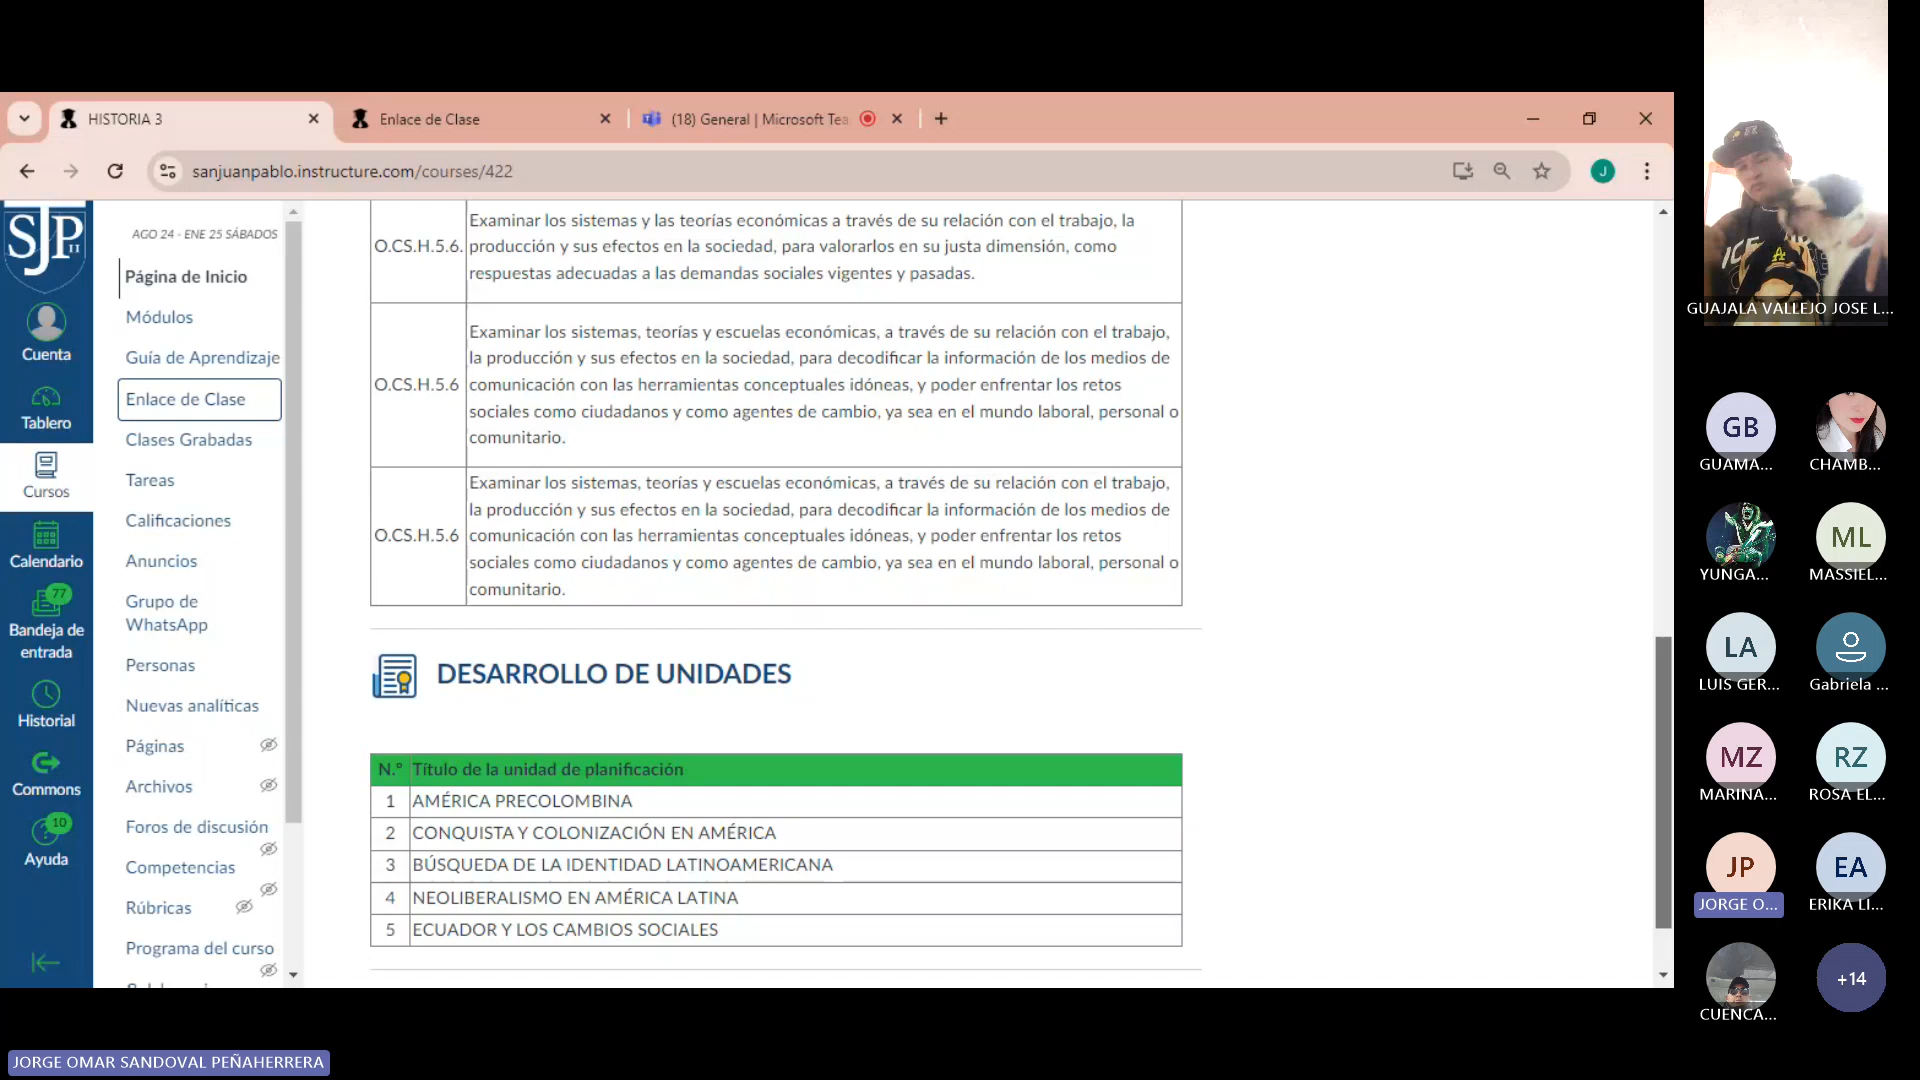 HISTORIA 3
Enlace de Clase
(18) General | Microsoft Tea
sanjuanpablo.instructure.com/courses/422
J
SJP
II
Cuenta
Tablero
Cursos
Calendario
77
Bandeja de
entrada
Historial
Commons
10
Ayuda
AGO 24 - ENE 25 SÁBADOS
Página de Inicio
Módulos
Guía de Aprendizaje
Enlace de Clase
Clases Grabadas
Tareas
Calificaciones
Anuncios
Grupo de
WhatsApp
Personas
Nuevas analíticas
Páginas
Archivos
Foros de discusión
Competencias
Rúbricas
Programa del curso
O.CS.H.5.6.
Examinar los sistemas y las teorías económicas a través de su relación con el trabajo, la
producción y sus efectos en la sociedad, para valorarlos en su justa dimensión, como
respuestas adecuadas a las demandas sociales vigentes y pasadas.
O.CS.H.5.6
Examinar los sistemas, teorías y escuelas económicas, a través de su relación con el trabajo,
la producción y sus efectos en la sociedad, para decodificar la información de los medios de
comunicación con las herramientas conceptuales idóneas, y poder enfrentar los retos
sociales como ciudadanos y como agentes de cambio, ya sea en el mundo laboral, personal o
comunitario.
O.CS.H.5.6
Examinar los sistemas, teorías y escuelas económicas, a través de su relación con el trabajo,
la producción y sus efectos en la sociedad, para decodificar la información de los medios de
comunicación con las herramientas conceptuales idóneas, y poder enfrentar los retos
sociales como ciudadanos y como agentes de cambio, ya sea en el mundo laboral, personal o
comunitario.
DESARROLLO DE UNIDADES
N.° Título de la unidad de planificación
1 AMÉRICA PRECOLOMBINA
2 CONQUISTA Y COLONIZACIÓN EN AMÉRICA
3 BÚSQUEDA DE LA IDENTIDAD LATINOAMERICANA
4 NEOLIBERALISMO EN AMÉRICA LATINA
5 ECUADOR Y LOS CAMBIOS SOCIALES
GUAJALA VALLEJO JOSE L...
GB
GUAMA...
CHAMB...
YUNGA...
ML
MASSIEL...
LA
LUIS GER...
Gabriela ...
MZ
MARINA...
RZ
ROSA EL...
JP
JORGE O...
EA
ERIKA LI...
CUENCA...
+14
JORGE OMAR SANDOVAL PEÑAHERRERA